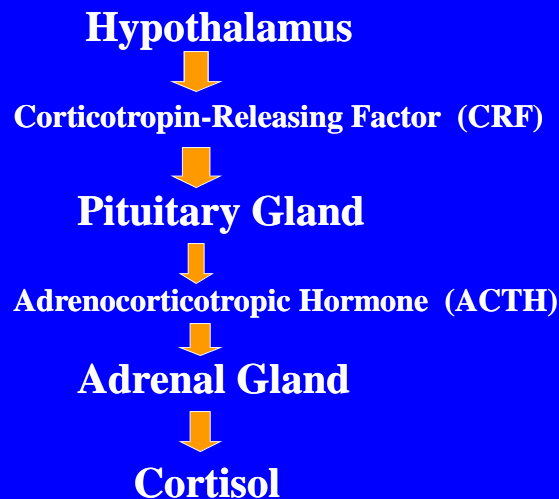 Hypothalamus
Corticotropin-Releasing Factor (CRF)
Pituitary Gland
Adrenocorticotropic Hormone (ACTH)
Adrenal Gland
Cortisol